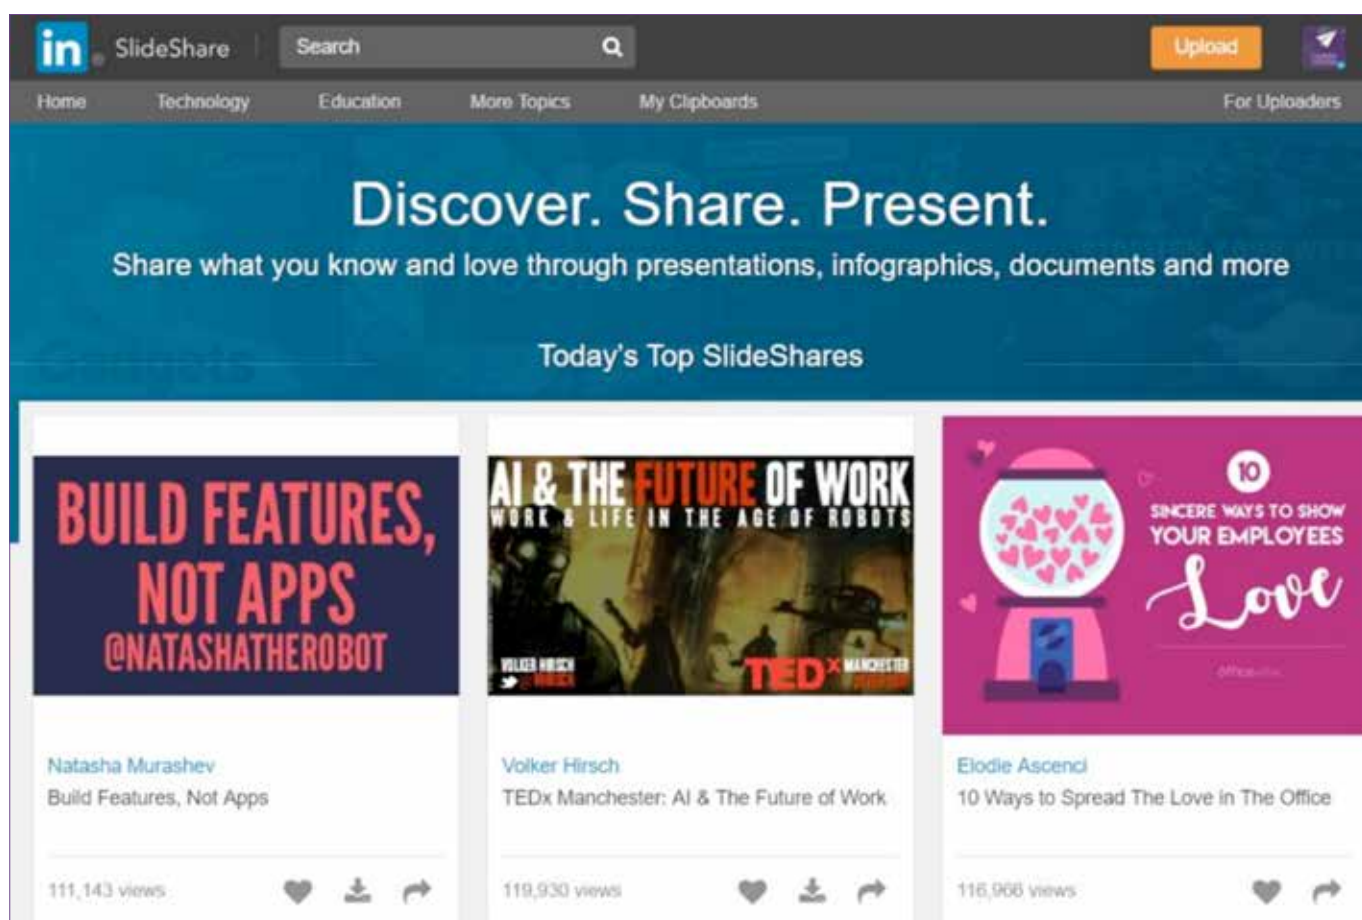 in SlideShare Search Upload
Home Technology Education More Topics My Clipboards For Uploaders
Discover. Share. Present.
Share what you know and love through presentations, infographics, documents and more
Gadgets
Today's Top SlideShares
BUILD FEATURES,
NOT APPS
@NATASHATHEROBOT
AI & THE FUTURE OF WORK
WORK & LIFE IN THE AGE OF ROBOTS
VOLKER HIRSCH
TEDx MANCHESTER
10
SINCERE WAYS TO SHOW
YOUR EMPLOYEES
Love
Natasha Murashev
Build Features, Not Apps
111,143 views
Volker Hirsch
TEDx Manchester: AI & The Future of Work
119,930 views
Elodie Ascenci
10 Ways to Spread The Love in The Office
116,966 views